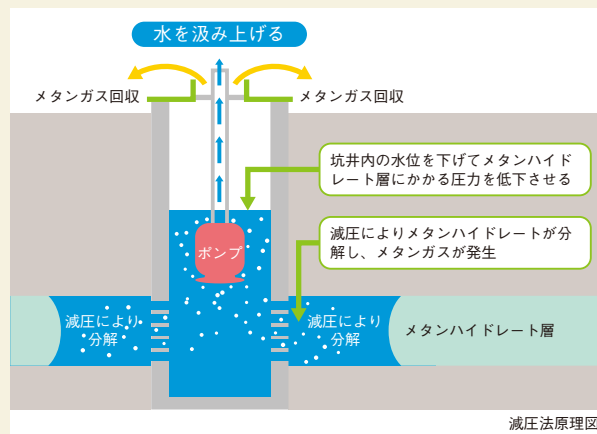 水を汲み上げる
メタンガス回収
メタンガス回収
坑井内の水位を下げてメタンハイド
レート層にかかる圧力を低下させる
ポンプ
減圧によりメタンハイドレートが分
解し、メタンガスが発生
減圧により
分解
減圧により
分解
メタンハイドレート層
減圧法原理図